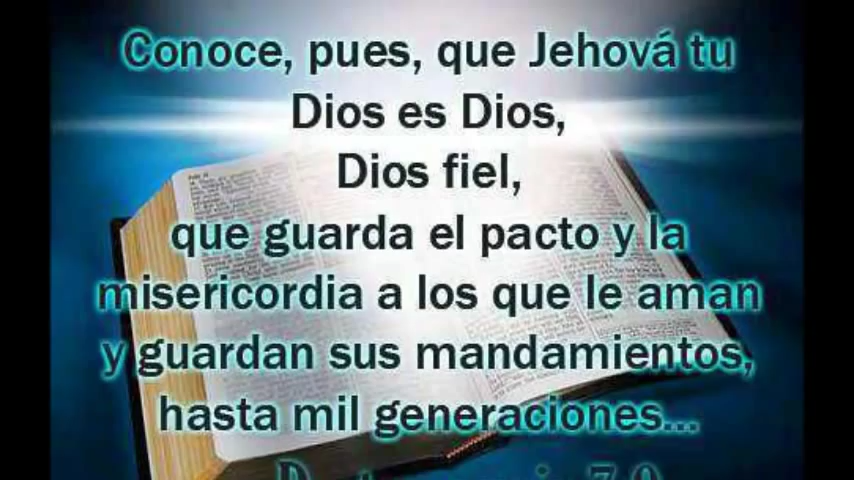 Conoce, pues, que Jehová tu
Dios es Dios,
Dios fiel,
que guarda el pacto y la
misericordia a los que le aman
y guardan sus mandamientos,
hasta mil generaciones...